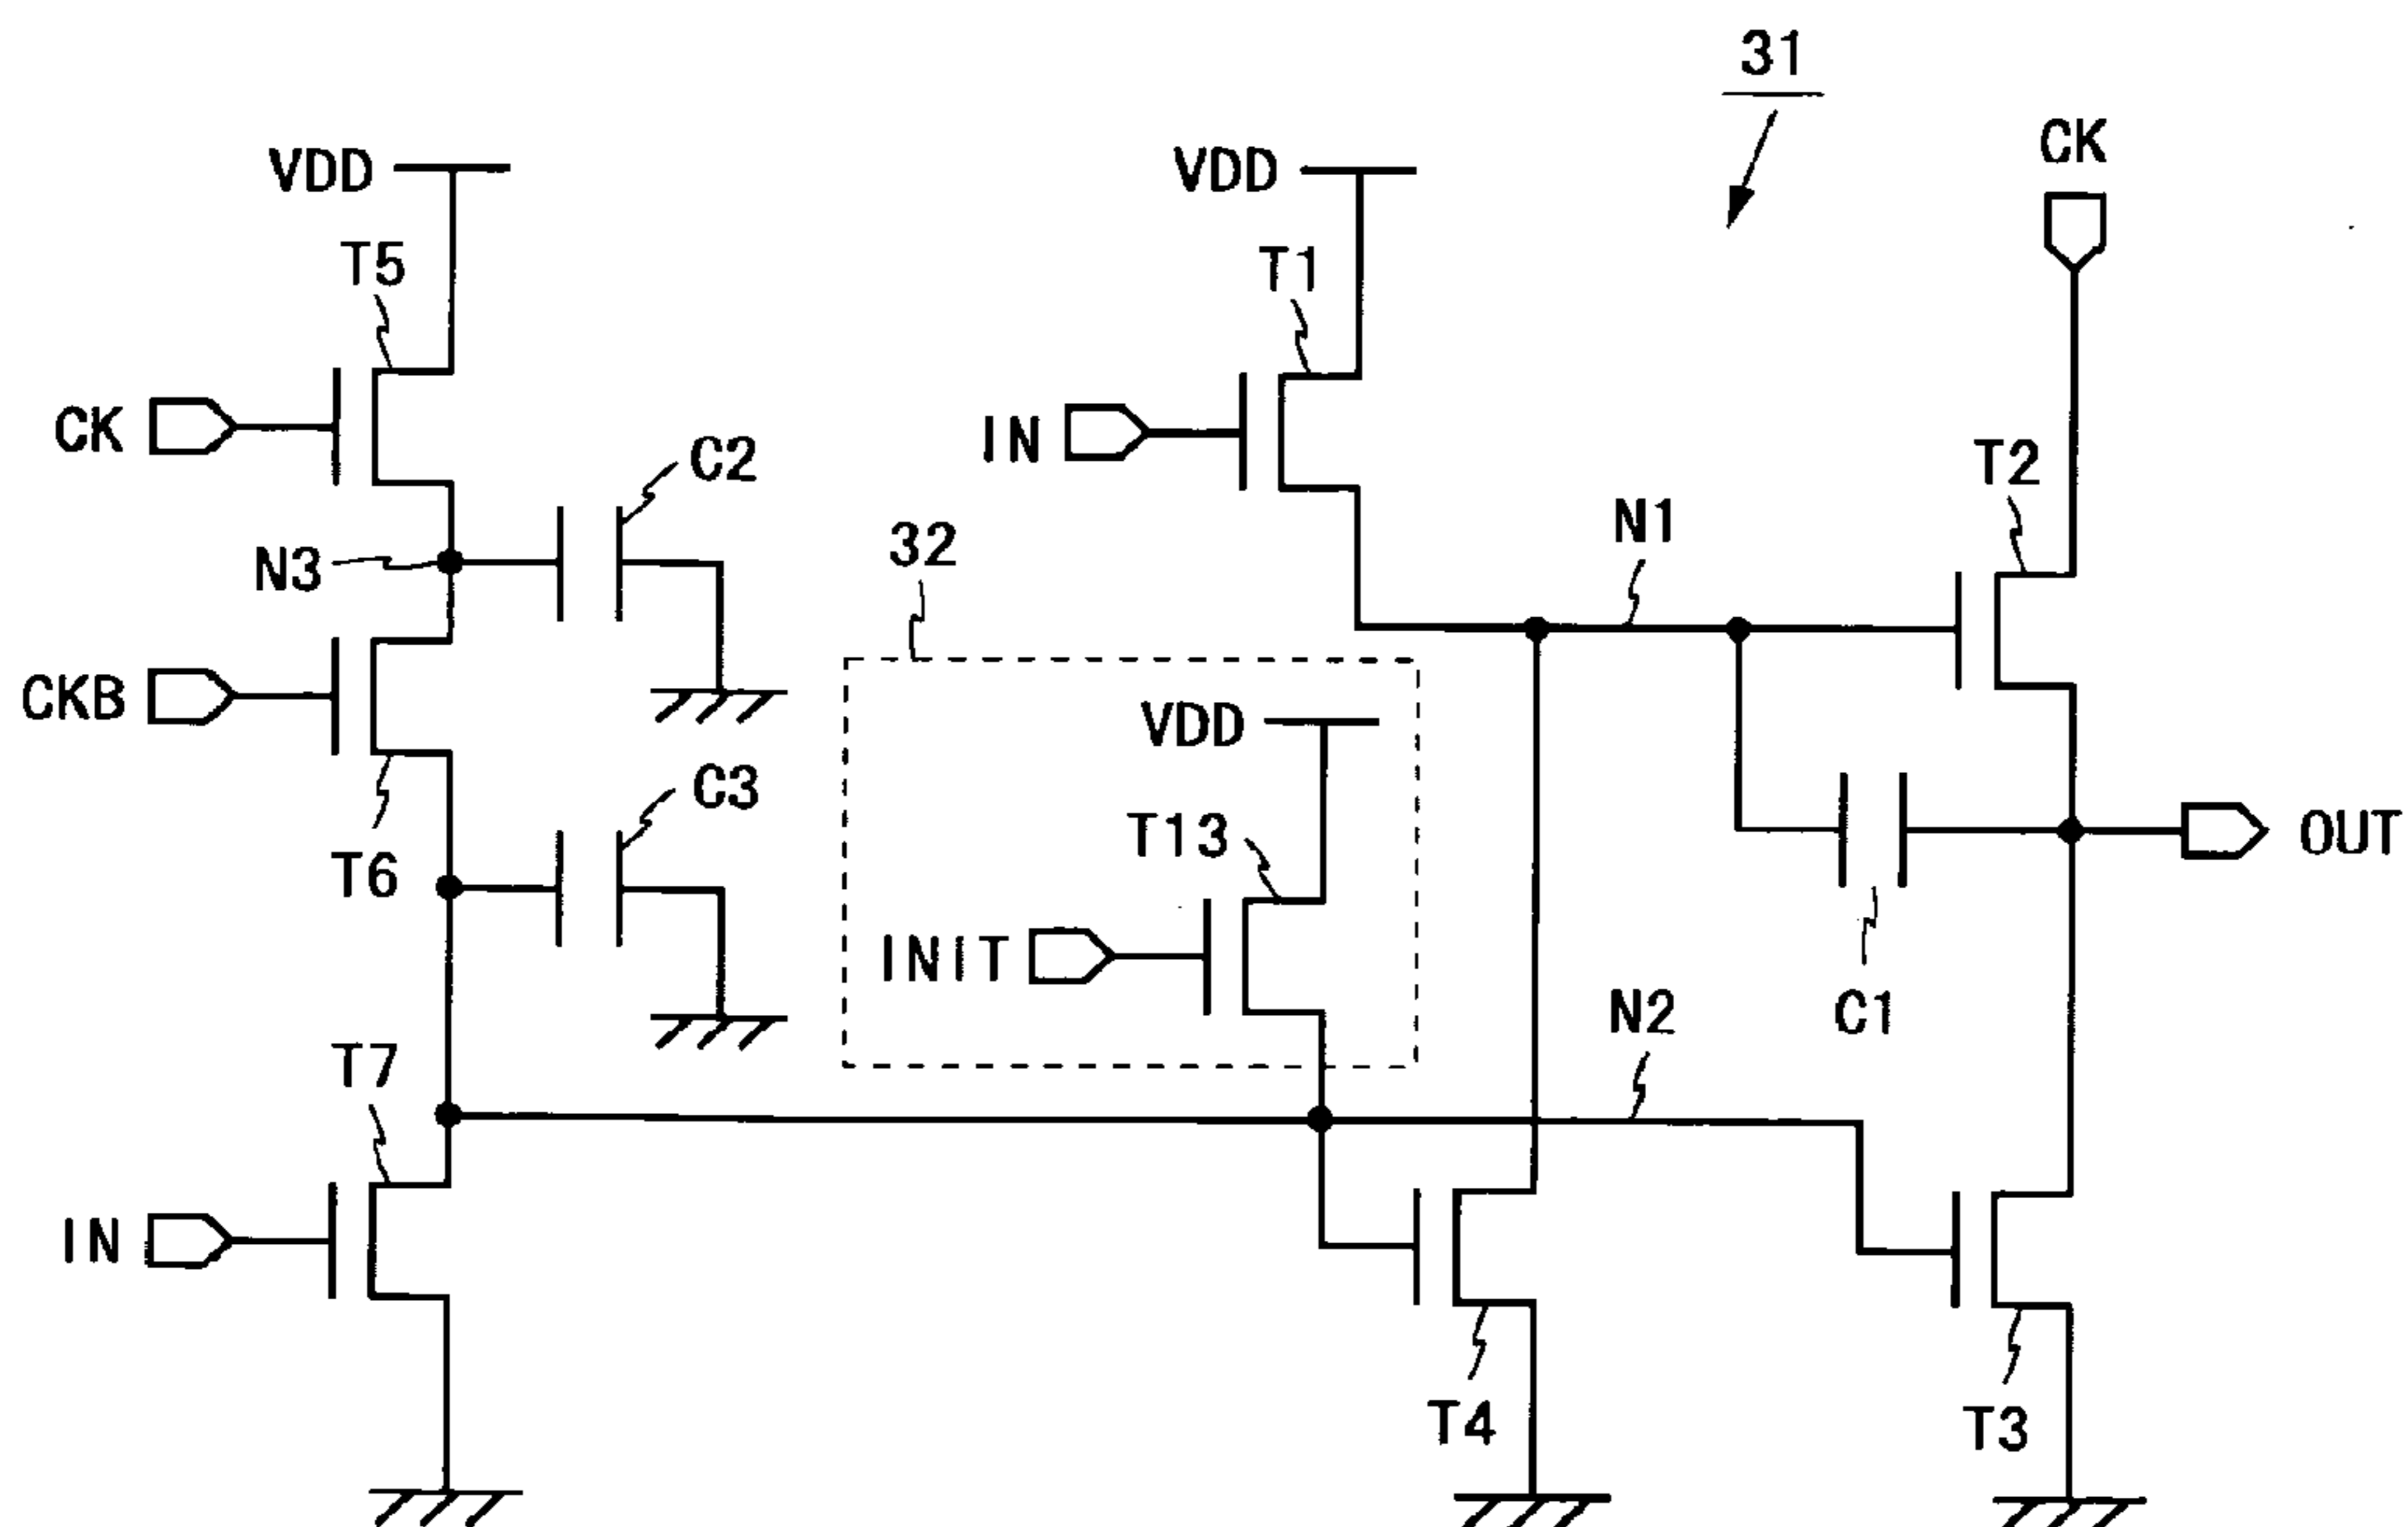 31
CK
VDD
VDD
T5
T1
CK
IN
C2
T2
N1
32
N3
CKB
VDD
C3
T13
OUT
T6
INIT
N2
C1
T7
IN
T4
T3